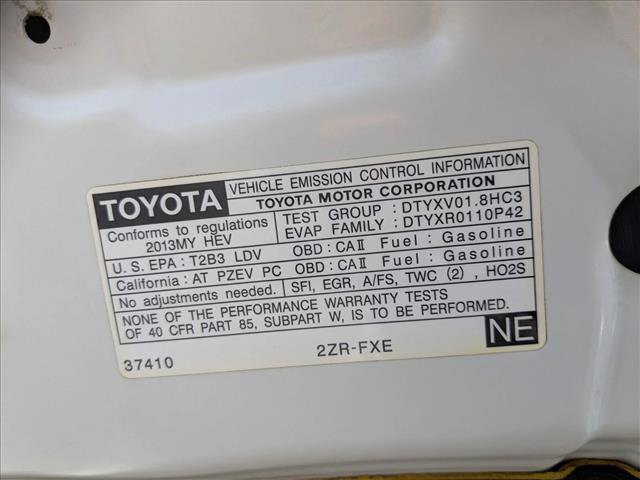 TOYOTA VEHICLE EMISSION CONTROL INFORMATION
TOYOTA MOTOR CORPORATION
Conforms to regulations
2013MY HEV
TEST GROUP : DTYXV01.8HC3
EVAP FAMILY : DTYXR0110P42
U.S. EPA : T2B3 LDV OBD : CAⅡ Fuel : Gasoline
California : AT PZEV PC OBD : CAⅡ Fuel : Gasoline
No adjustments needed. SFI, EGR, A/FS, TWC (2) , HO2S
NONE OF THE PERFORMANCE WARRANTY TESTS
OF 40 CFR PART 85, SUBPART W, IS TO BE PERFORMED.
37410 2ZR-FXE NE